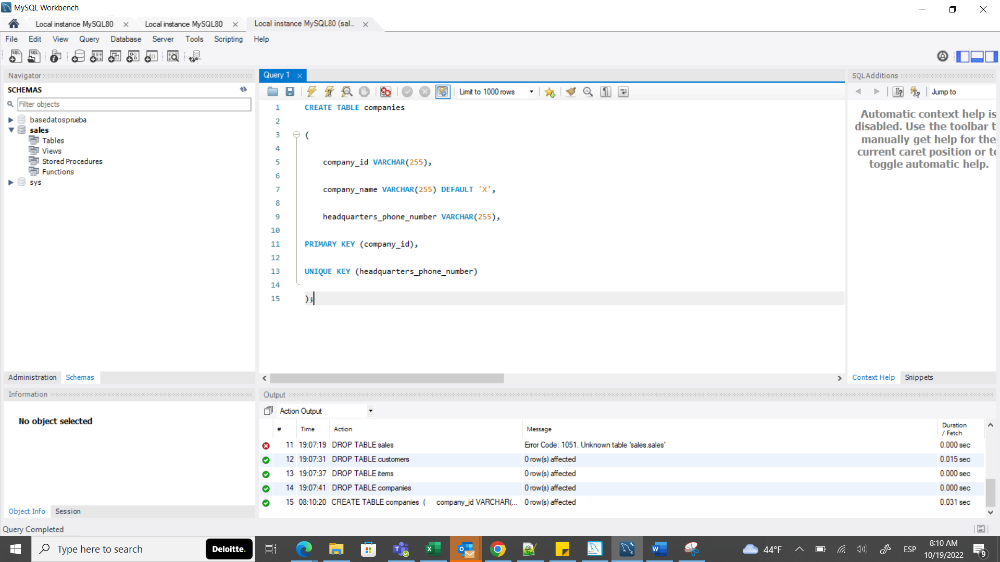 MySQL Workbench
Local instance MySQL80
Local instance MySQL80
Local instance MySQL80 (sal...
File Edit View Query Database Server Tools Scripting Help
Navigator
SCHEMAS
Filter objects
basedatosprueba
sales
Tables
Views
Stored Procedures
Functions
sys
Administration Schemas
Information
No object selected
Object Info Session
Query 1
Limit to 1000 rows
1 CREATE TABLE companies
2
3 (
4
5 company_id VARCHAR(255),
6
7 company_name VARCHAR(255) DEFAULT 'X',
8
9 headquarters_phone_number VARCHAR(255),
10
11 PRIMARY KEY (company_id),
12
13 UNIQUE KEY (headquarters_phone_number)
14
15 );
SQLAdditions
Jump to
Automatic context help is
disabled. Use the toolbar t
manually get help for the
current caret position or to
toggle automatic help.
Context Help Snippets
Output
Action Output
# Time Action Message Duration / Fetch
11 19:07:19 DROP TABLE sales Error Code: 1051. Unknown table 'sales.sales' 0.000 sec
12 19:07:31 DROP TABLE customers 0 row(s) affected 0.015 sec
13 19:07:37 DROP TABLE items 0 row(s) affected 0.000 sec
14 19:07:41 DROP TABLE companies 0 row(s) affected 0.000 sec
15 08:10:20 CREATE TABLE companies ( company_id VARCHAR(... 0 row(s) affected 0.031 sec
Query Completed
Type here to search
Deloitte.
44°F
ESP
8:10 AM
10/19/2022
9